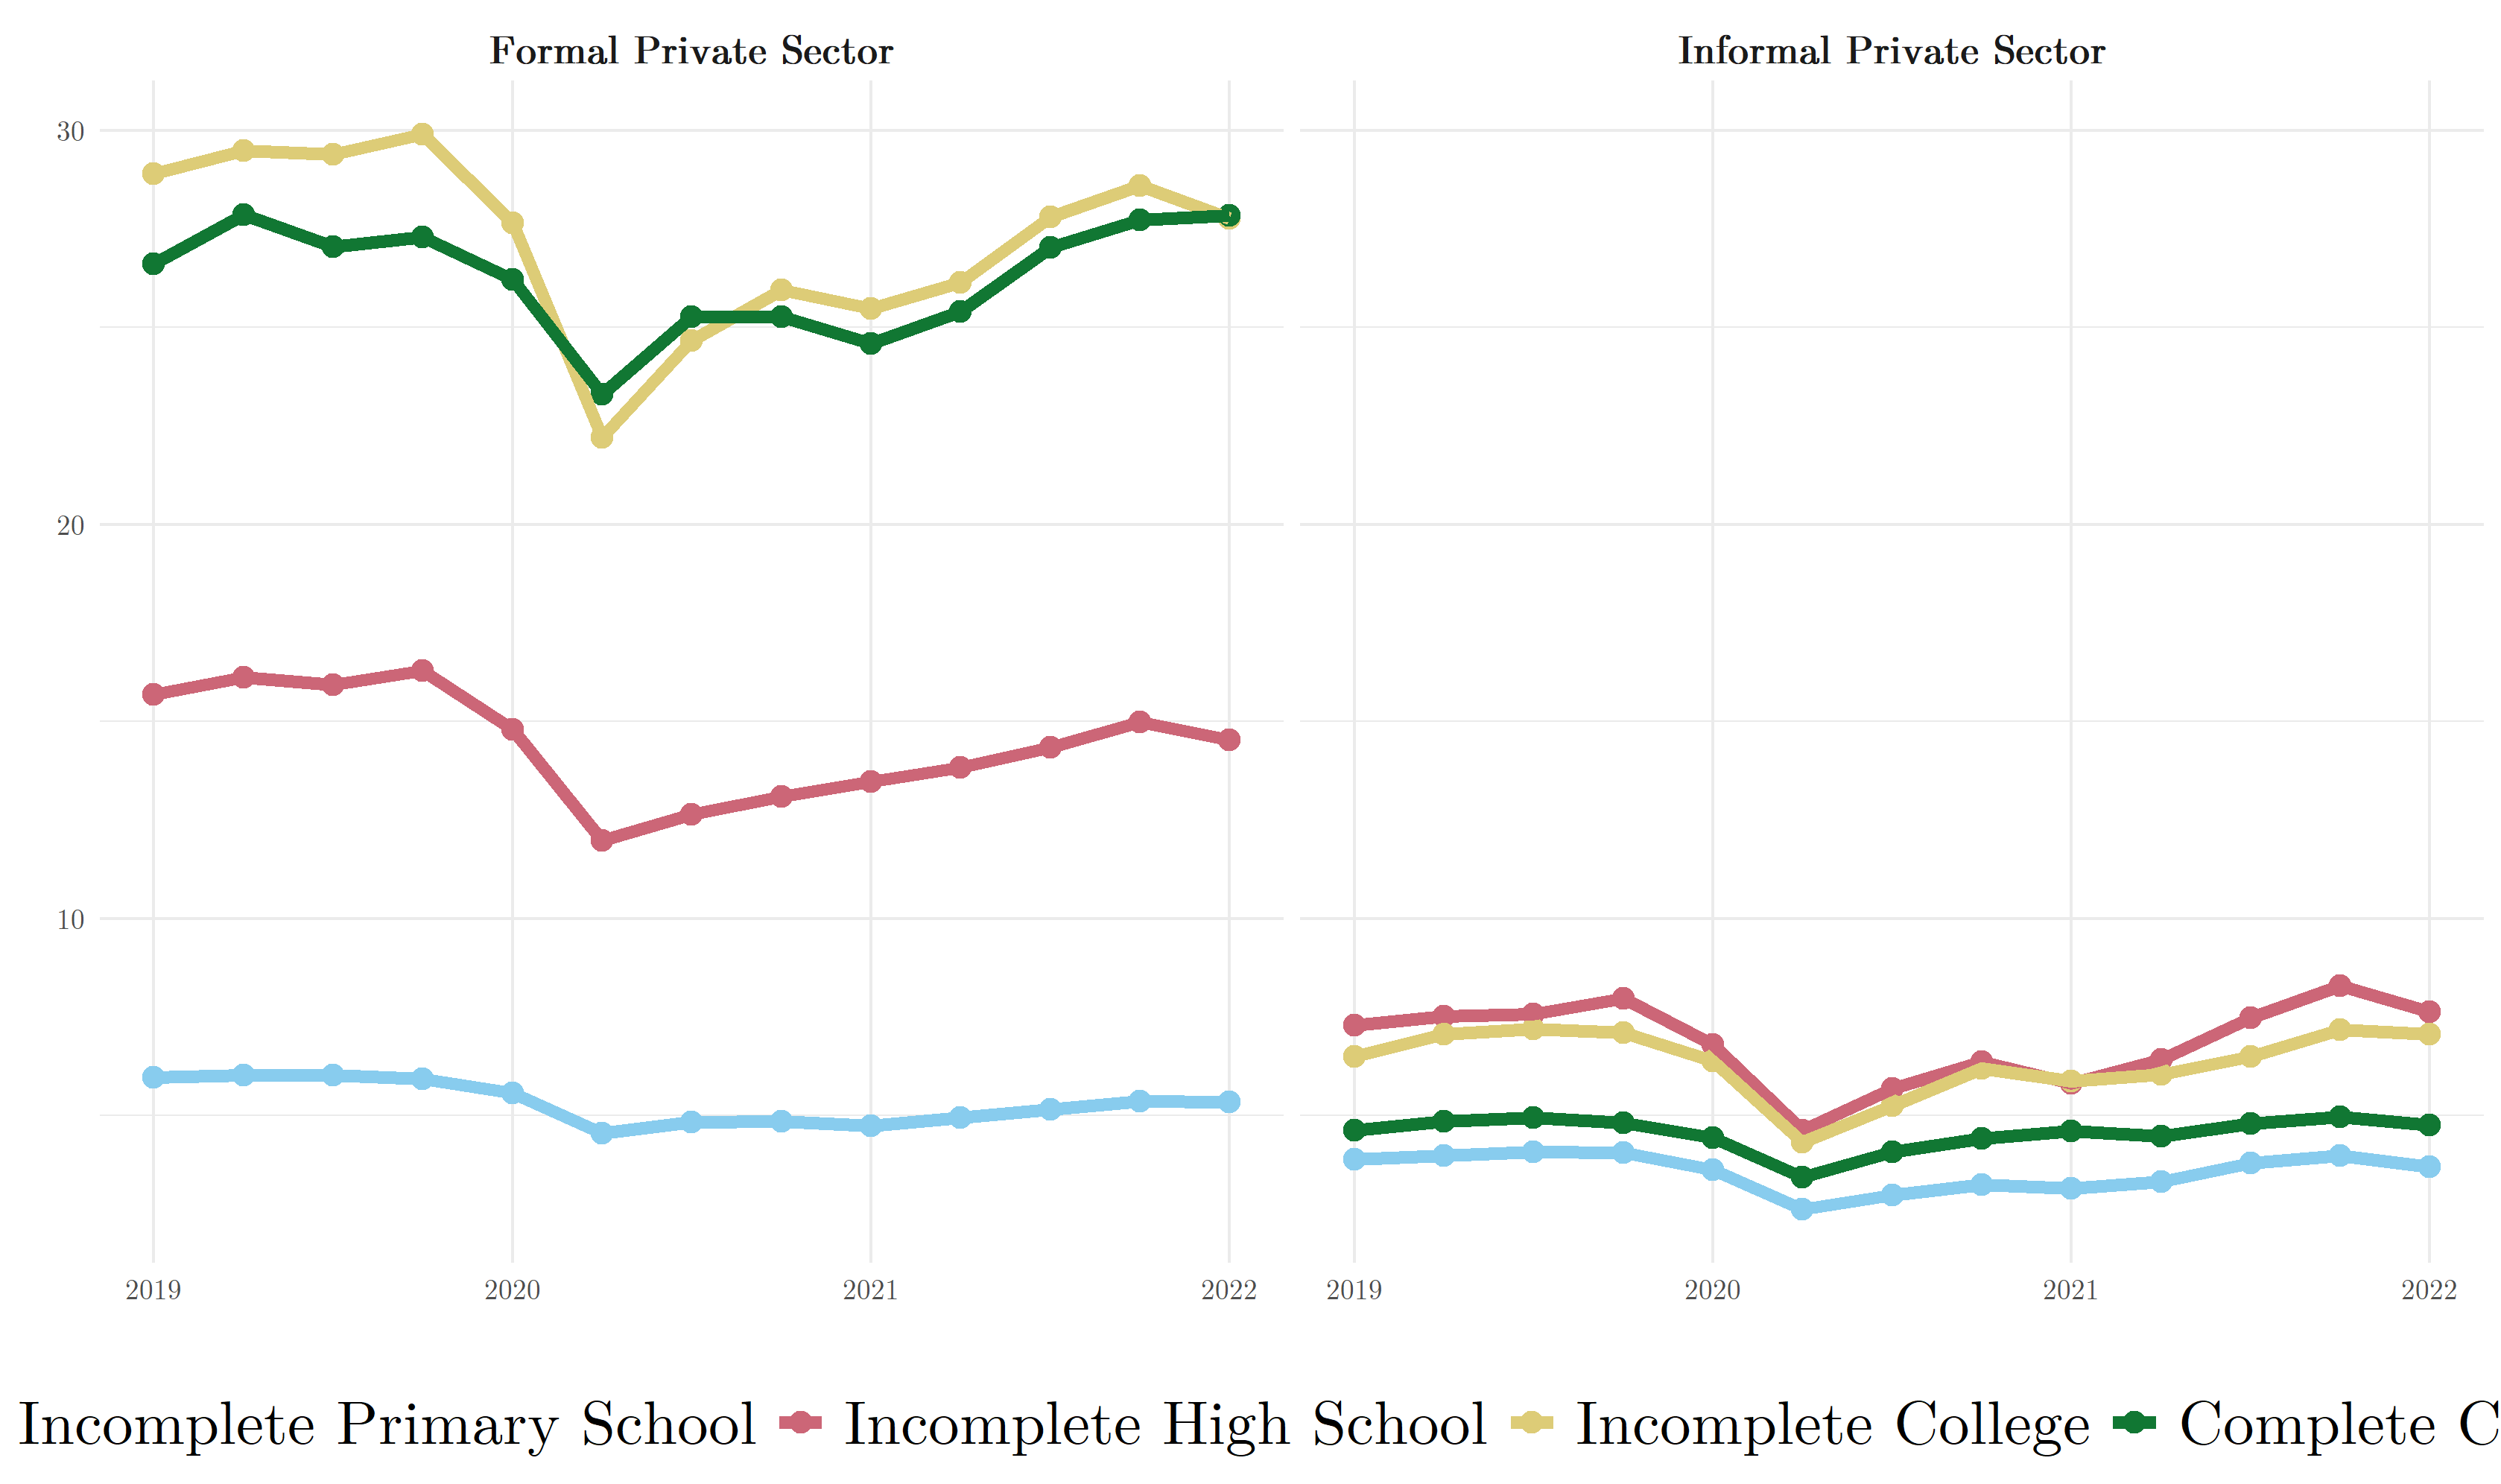 Formal Private Sector
Informal Private Sector
30
20
10
2019 2020 2021 2022 2019 2020 2021 2022
Incomplete Primary School Incomplete High School Incomplete College Complete C